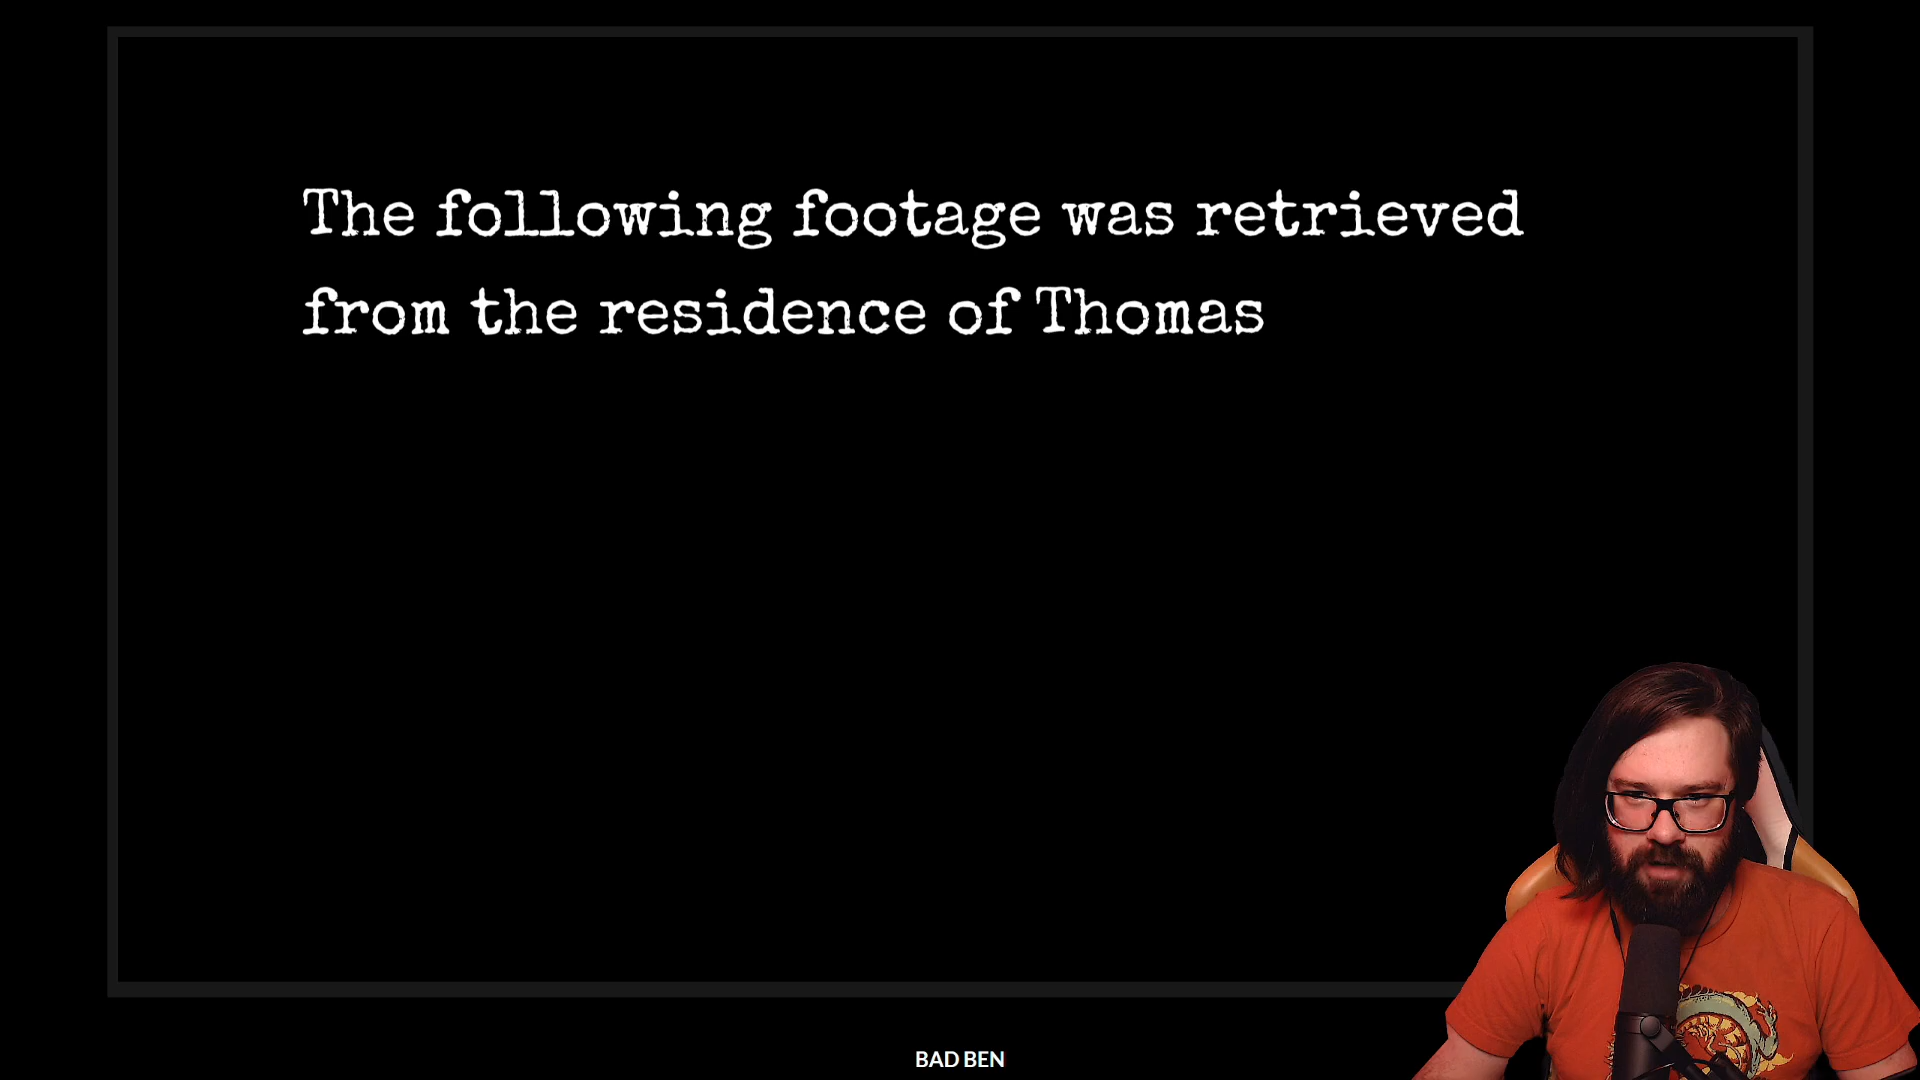 The following footage was retrieved
from the residence of Thomas
BAD BEN